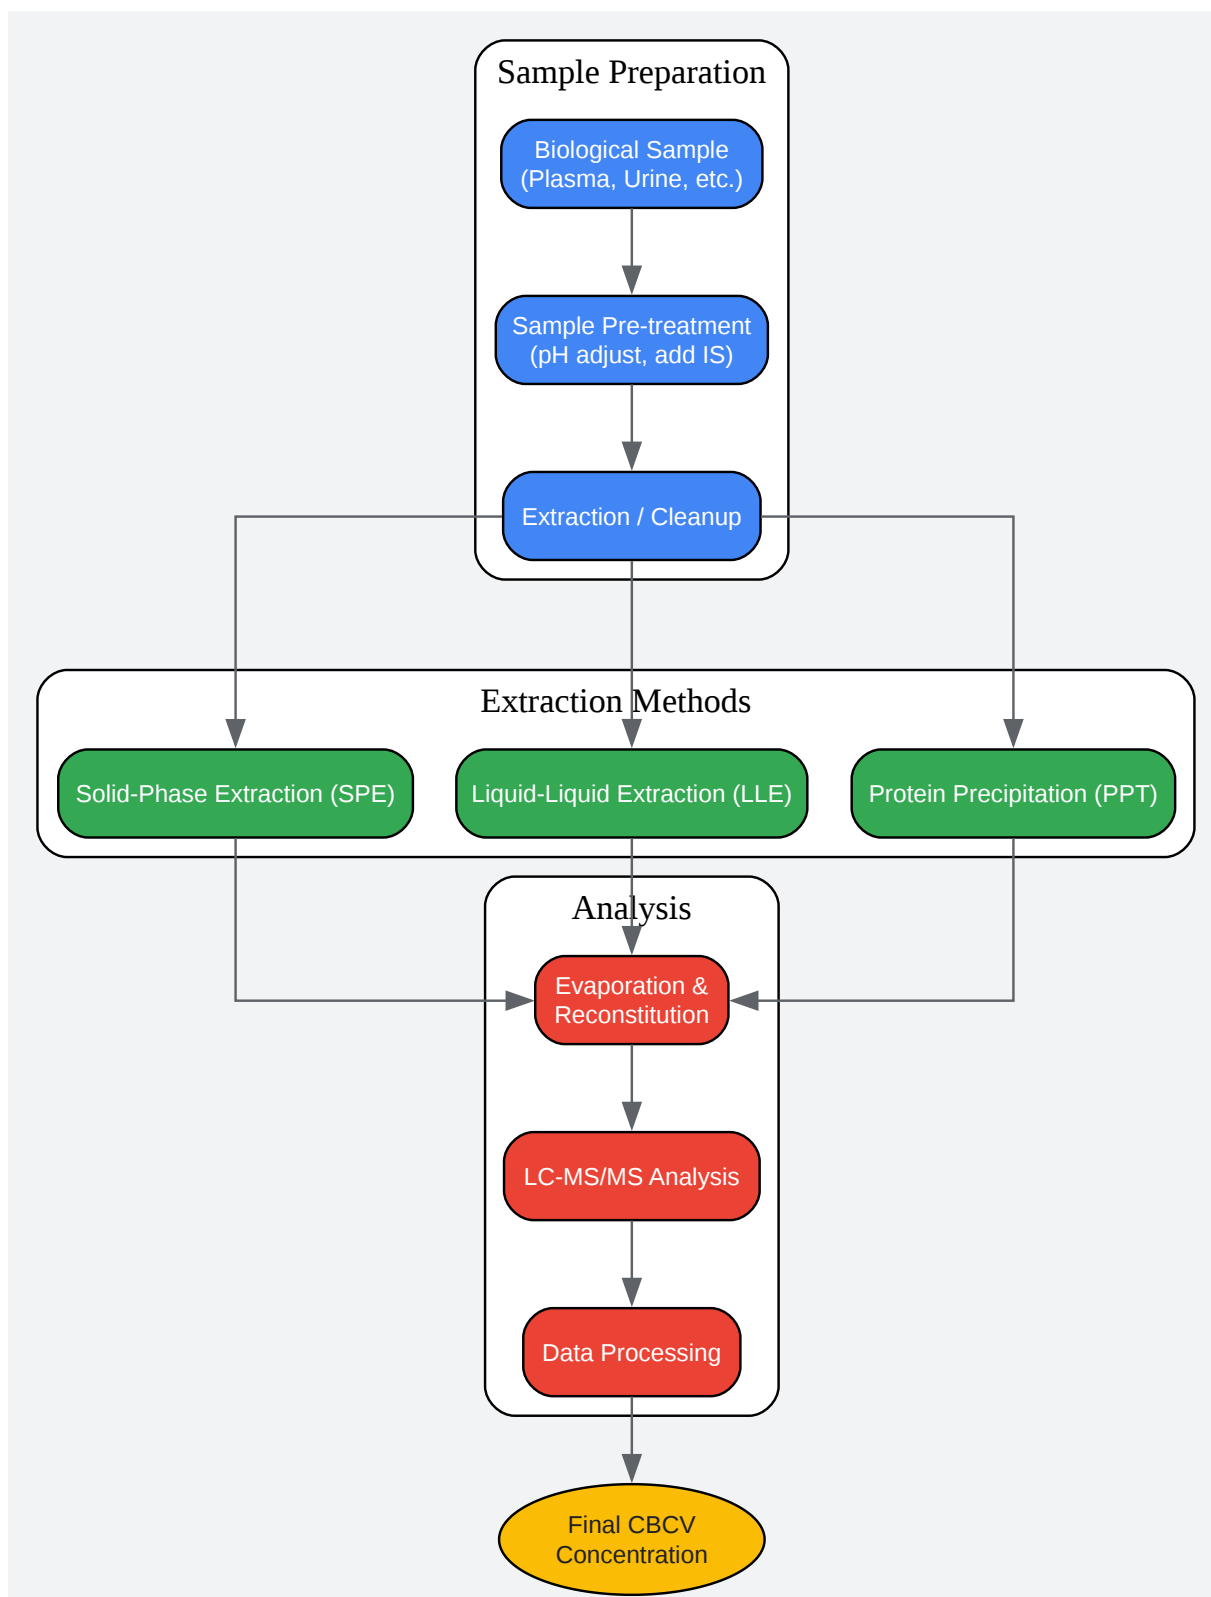 Sample Preparation
Biological Sample
(Plasma, Urine, etc.)
Sample Pre-treatment
(pH adjust, add IS)
Extraction / Cleanup
Extraction Methods
Solid-Phase Extraction (SPE)
Liquid-Liquid Extraction (LLE)
Protein Precipitation (PPT)
Analysis
Evaporation &
Reconstitution
LC-MS/MS Analysis
Data Processing
Final CBCV
Concentration